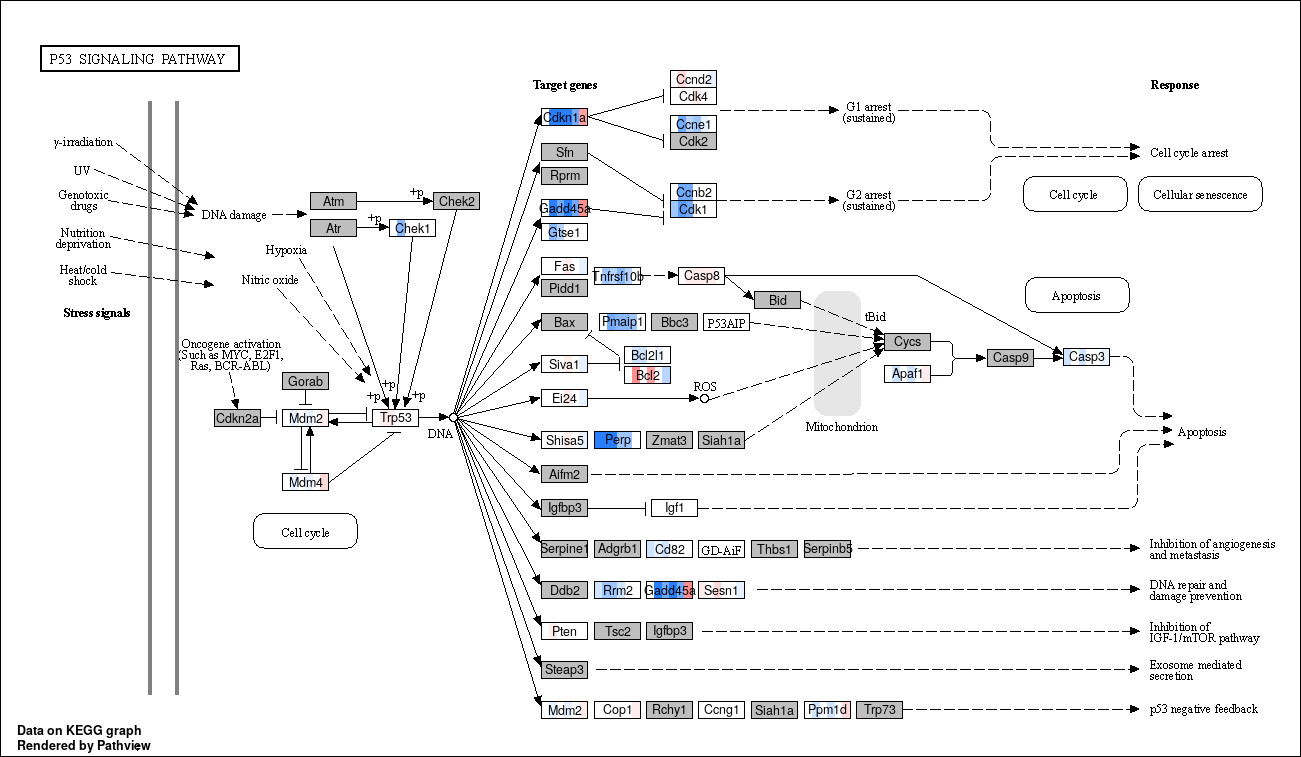 P53 SIGNALING PATHWAY
Target genes
Response
γ-irradiation
UV
Genotoxic
drugs
Nutrition
deprivation
Heat/cold
shock
Stress signals
DNA damage
Hypoxia
Nitric oxide
Oncogene activation
(Such as MYC, E2F1,
Ras, BCR-ABL)
Atm
+p
Chek2
Atr
+p
Chek1
+p
+p
+p
Gorab
Cdkn2a
Mdm2
Trp53
Mdm4
DNA
Cell cycle
Cdkn1a
Ccnd2
Cdk4
Ccne1
Cdk2
G1 arrest
(sustained)
Sfn
Rprm
Gadd45a
Gtse1
Ccnb2
Cdk1
G2 arrest
(sustained)
Cell cycle arrest
Cell cycle
Cellular senescence
Fas
Pidd1
Tnfrsf10b
Casp8
Bid
tBid
Apoptosis
Bax
Pmaip1
Bbc3
P53AIP
Cycs
Casp9
Casp3
Apaf1
Siva1
Bcl2l1
Bcl2
Ei24
ROS
Mitochondrion
Shisa5
Perp
Zmat3
Siah1a
Apoptosis
Aifm2
Igfbp3
Igf1
Serpine1
Adgrb1
Cd82
GD-AiF
Thbs1
Serpinb5
Inhibition of angiogenesis
and metastasis
Ddb2
Rrm2
Gadd45a
Sesn1
DNA repair and
damage prevention
Pten
Tsc2
Igfbp3
Inhibition of
IGF-1/mTOR pathway
Steap3
Exosome mediated
secretion
Mdm2
Cop1
Rchy1
Ccng1
Siah1a
Ppm1d
Trp73
p53 negative feedback
Data on KEGG graph
Rendered by Pathview